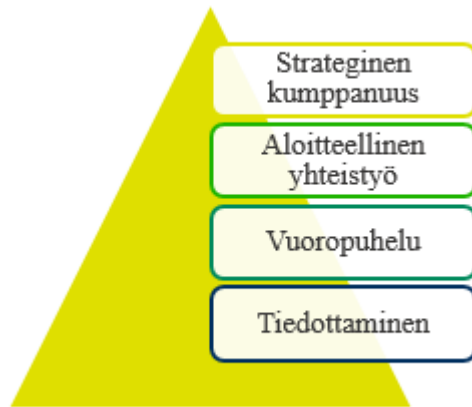 Strateginen
kumppanuus
Aloitteellinen
yhteistyö
Vuoropuhelu
Tiedottaminen